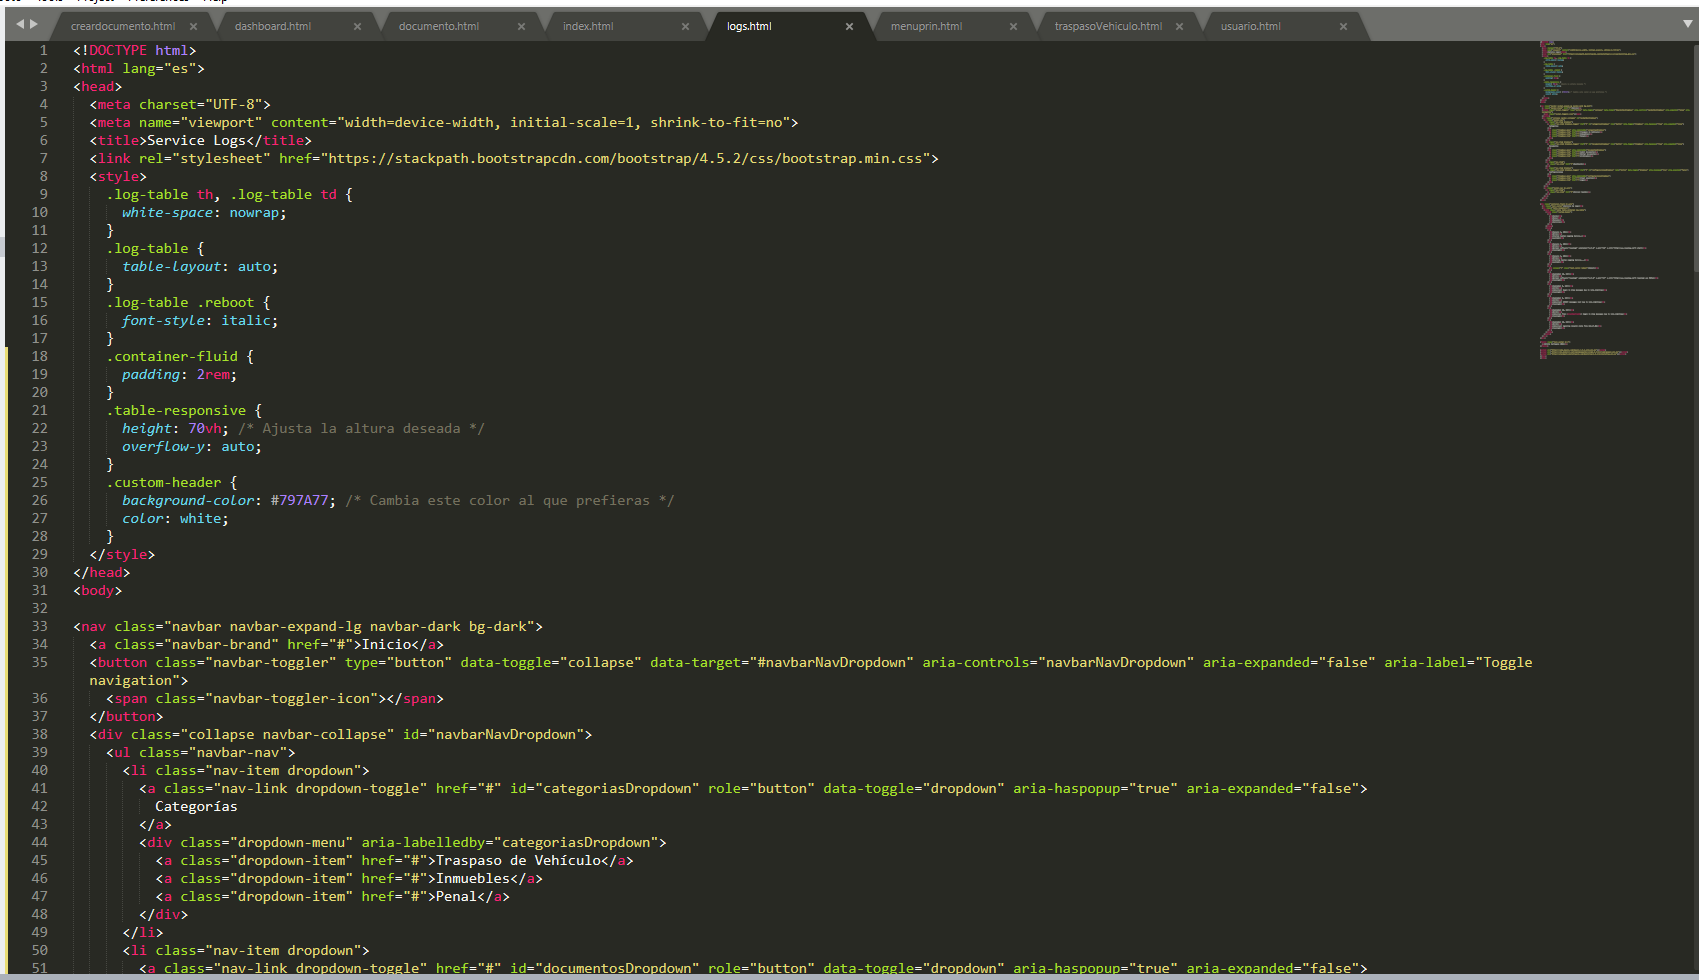 Tools Project Preferences Help
creardocumento.html × dashboard.html × documento.html × index.html × logs.html × menuprin.html × traspasoVehiculo.html × usuario.html ×
1 <!DOCTYPE html>
2 <html lang="es">
3 <head>
4 <meta charset="UTF-8">
5 <meta name="viewport" content="width=device-width, initial-scale=1, shrink-to-fit=no">
6 <title>Service Logs</title>
7 <link rel="stylesheet" href="https://stackpath.bootstrapcdn.com/bootstrap/4.5.2/css/bootstrap.min.css">
8 <style>
9 .log-table th, .log-table td {
10 white-space: nowrap;
11 }
12 .log-table {
13 table-layout: auto;
14 }
15 .log-table .reboot {
16 font-style: italic;
17 }
18 .container-fluid {
19 padding: 2rem;
20 }
21 .table-responsive {
22 height: 70vh; /* Ajusta la altura deseada */
23 overflow-y: auto;
24 }
25 .custom-header {
26 background-color: #797A77; /* Cambia este color al que prefieras */
27 color: white;
28 }
29 </style>
30 </head>
31 <body>
32
33 <nav class="navbar navbar-expand-lg navbar-dark bg-dark">
34 <a class="navbar-brand" href="#">Inicio</a>
35 <button class="navbar-toggler" type="button" data-toggle="collapse" data-target="#navbarNavDropdown" aria-controls="navbarNavDropdown" aria-expanded="false" aria-label="Toggle
navigation">
36 <span class="navbar-toggler-icon"></span>
37 </button>
38 <div class="collapse navbar-collapse" id="navbarNavDropdown">
39 <ul class="navbar-nav">
40 <li class="nav-item dropdown">
41 <a class="nav-link dropdown-toggle" href="#" id="categoriasDropdown" role="button" data-toggle="dropdown" aria-haspopup="true" aria-expanded="false">
42 Categorías
43 </a>
44 <div class="dropdown-menu" aria-labelledby="categoriasDropdown">
45 <a class="dropdown-item" href="#">Traspaso de Vehículo</a>
46 <a class="dropdown-item" href="#">Inmuebles</a>
47 <a class="dropdown-item" href="#">Penal</a>
48 </div>
49 </li>
50 <li class="nav-item dropdown">
51 <a class="nav-link dropdown-toggle" href="#" id="documentosDropdown" role="button" data-toggle="dropdown" aria-haspopup="true" aria-expanded="false">